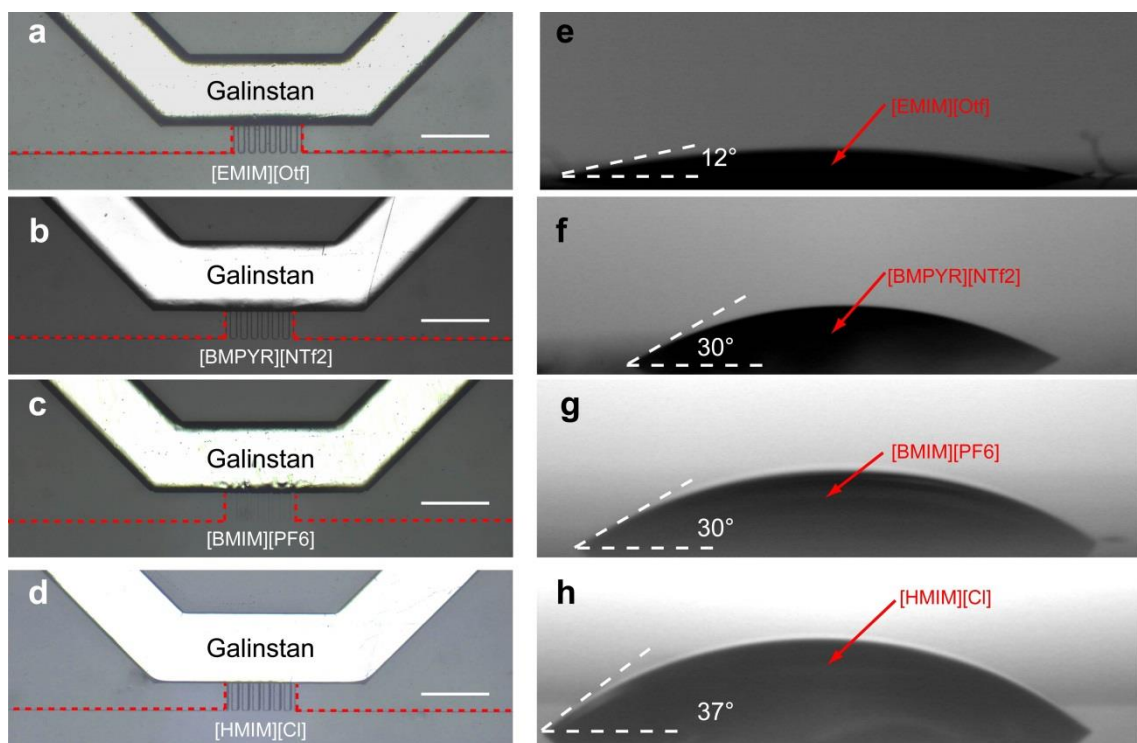 a
Galinstan
[EMIM][Otf]
b
Galinstan
[BMPYR][NTf2]
c
Galinstan
[BMIM][PF6]
d
Galinstan
[HMIM][Cl]
e
[EMIM][Otf]
12°
f
[BMPYR][NTf2]
30°
g
[BMIM][PF6]
30°
h
[HMIM][Cl]
37°